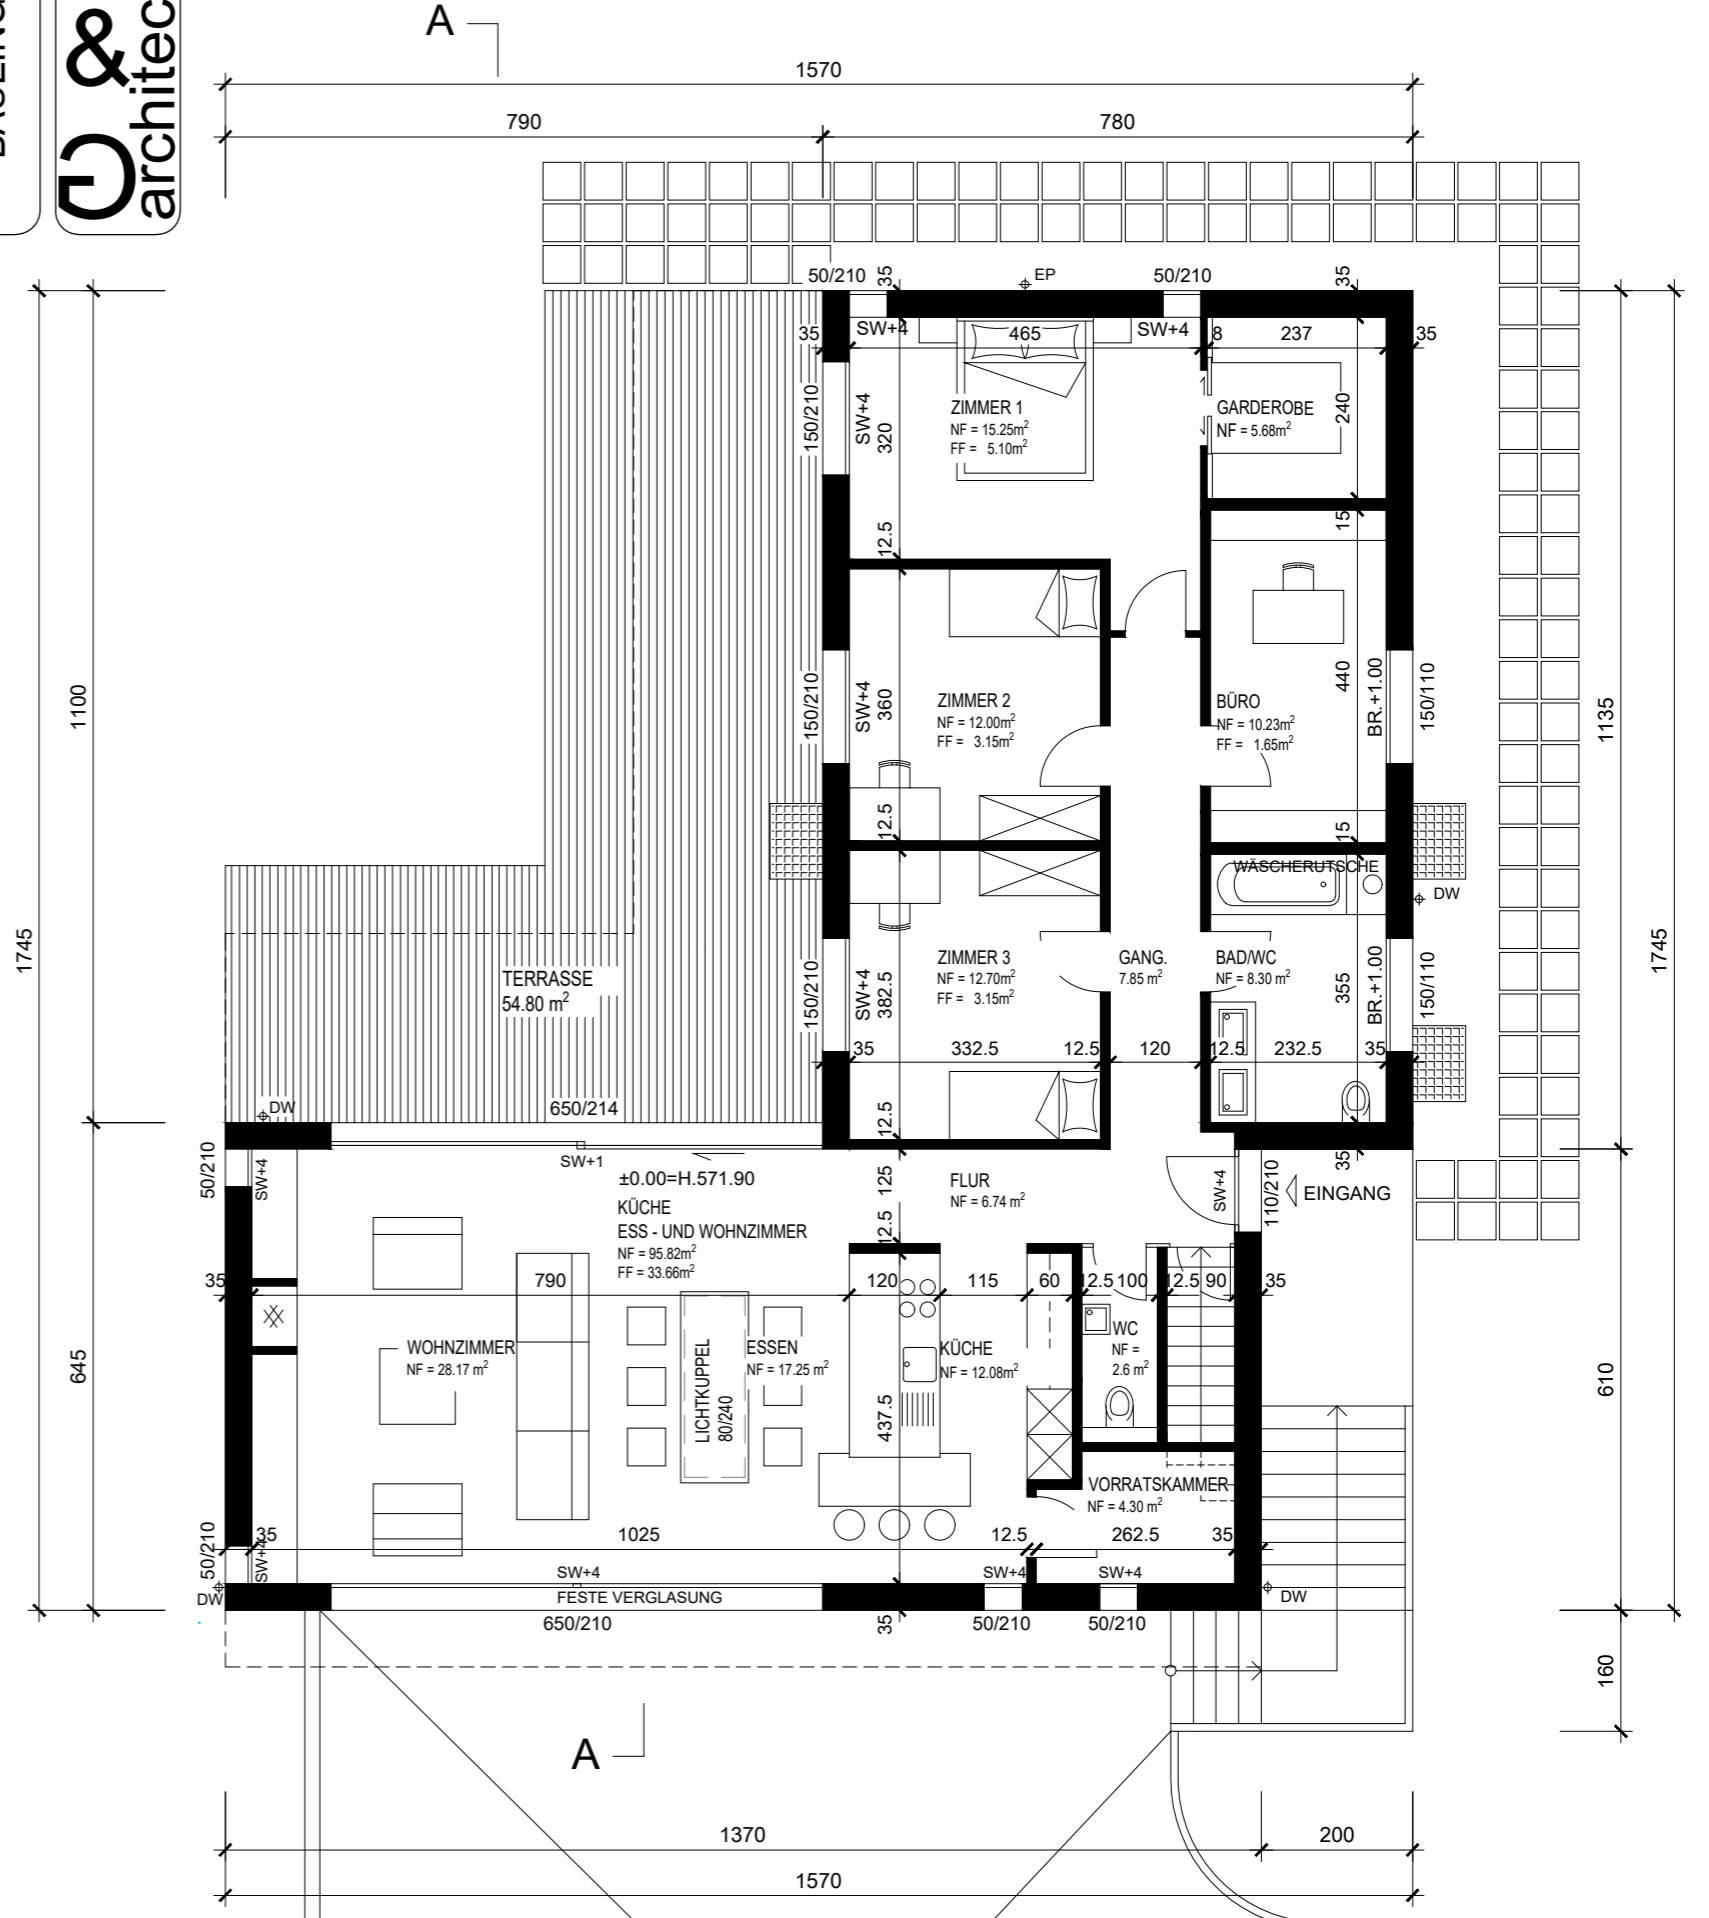 &
G
architec
A
1570
790
780
50/210
35
EP
50/210
35
35
SW+4
465
SW+4
8
237
35
150/210
SW+4
320
ZIMMER 1
NF = 15.25m²
FF = 5.10m²
GARDEROBE
NF = 5.68m²
240
12.5
15
1100
1745
150/210
SW+4
360
ZIMMER 2
NF = 12.00m²
FF = 3.15m²
BÜRO
NF = 10.23m²
FF = 1.65m²
440
BR.+1.00
150/110
1135
1745
12.5
15
WÄSCHERUTSCHE
DW
TERRASSE
54.80 m²
150/210
SW+4
382.5
ZIMMER 3
NF = 12.70m²
FF = 3.15m²
GANG.
7.85 m²
BAD/WC
NF = 8.30 m²
355
BR.+1.00
150/110
35
332.5
12.5
120
12.5
232.5
35
DW
650/214
12.5
50/210
SW+4
SW+1
±0.00=H.571.90
KÜCHE
ESS - UND WOHNZIMMER
NF = 95.82m²
FF = 33.66m²
125
12.5
FLUR
NF = 6.74 m²
SW+4
110/210
35
EINGANG
35
790
120
115
60
12.5
100
12.5
90
35
645
WOHNZIMMER
NF = 28.17 m²
LICHTKUPPEL
80/240
ESSEN
NF = 17.25 m²
437.5
KÜCHE
NF = 12.08m²
WC
NF =
2.6 m²
610
VORRATSKAMMER
NF = 4.30 m²
50/210
SW+4
35
1025
12.5
262.5
35
DW
SW+4
FESTE VERGLASUNG
650/210
35
SW+4
50/210
SW+4
50/210
DW
160
A
1370
200
1570